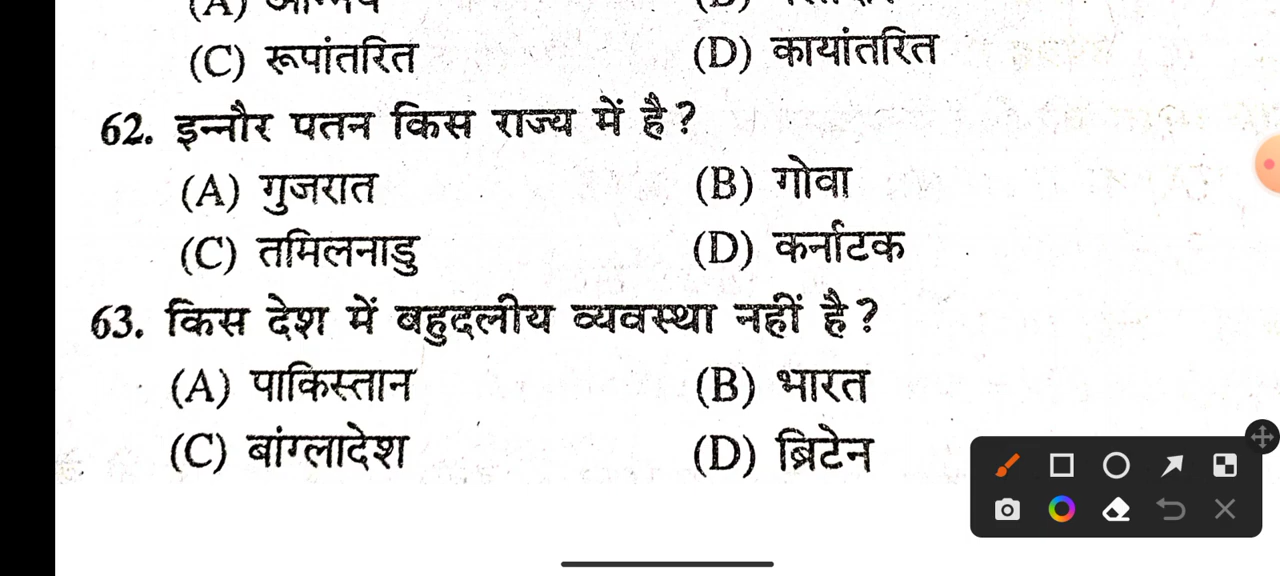 (C) रूपांतरित (D) कायांतरित
62. इन्नौर पतन किस राज्य में है?
(A) गुजरात (B) गोवा
(C) तमिलनाडु (D) कर्नाटक
63. किस देश में बहुदलीय व्यवस्था नहीं है?
(A) पाकिस्तान (B) भारत
(C) बांग्लादेश (D) ब्रिटेन